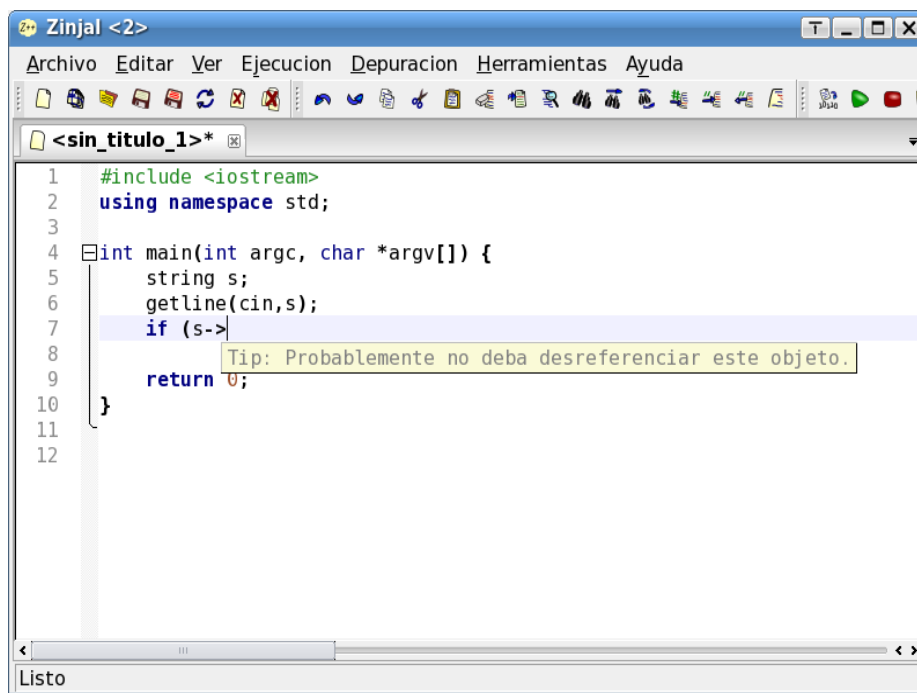 Zinjal <2>
Archivo Editar Ver Ejecucion Depuracion Herramientas Ayuda
<sin_titulo_1>*
1 #include <iostream>
2 using namespace std;
3
4 int main(int argc, char *argv[]) {
5 string s;
6 getline(cin,s);
7 if (s->
8 Tip: Probablemente no deba desreferenciar este objeto.
9 return 0;
10 }
11
12
Listo